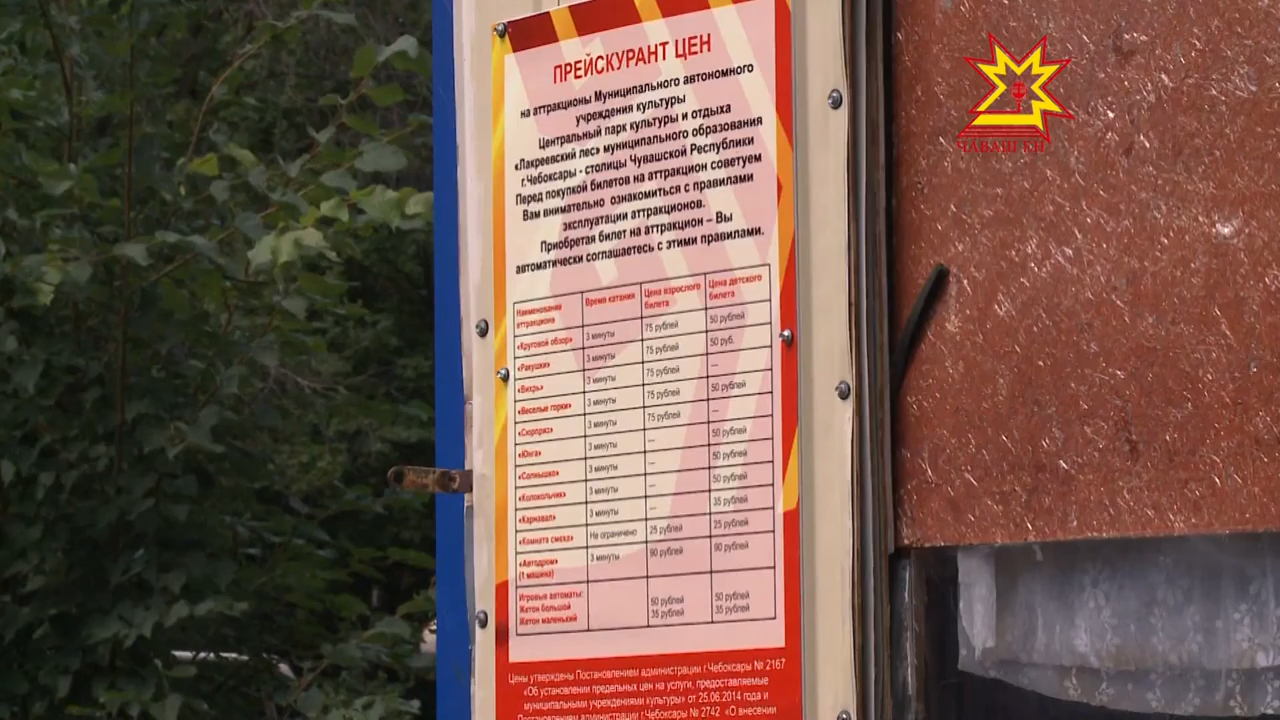 ПРЕЙСКУРАНТ ЦЕН
на аттракционы Муниципального автономного
учреждения культуры
Центральный парк культуры и отдыха
«Лакреевский лес» муниципального образования
г.Чебоксары - столицы Чувашской Республики
Перед покупкой билетов на аттракцион советуем
Вам внимательно ознакомиться с правилами
эксплуатации аттракционов.
Приобретая билет на аттракцион – Вы
автоматически соглашаетесь с этими правилами.
Наименование аттракциона Время катания Цена взрослого билета Цена детского билета
«Круговой обзор» 3 минуты 75 рублей 50 рублей
«Ракушки» 3 минуты 75 рублей 50 руб.
«Вихрь» 3 минуты 75 рублей —
«Веселые горки» 3 минуты 75 рублей 50 рублей
«Сюрприз» 3 минуты 75 рублей —
«Юнга» 3 минуты — 50 рублей
«Солнышко» 3 минуты — 50 рублей
«Колокольчик» 3 минуты — 50 рублей
«Карнавал» 3 минуты — 35 рублей
«Комната смеха» Не ограничено 25 рублей 25 рублей
«Автодром» 3 минуты 90 рублей 90 рублей
(1 машина)
Игровые автоматы:
Жетон большой 50 рублей 50 рублей
Жетон маленький 35 рублей 35 рублей
Цены утверждены Постановлением администрации г.Чебоксары № 2167
«Об установлении предельных цен на услуги, предоставляемые
муниципальными учреждениями культуры» от 25.06.2014 года и
Постановлением администрации г.Чебоксары № 2742 «О внесении
ЧĂВАШ ЕН